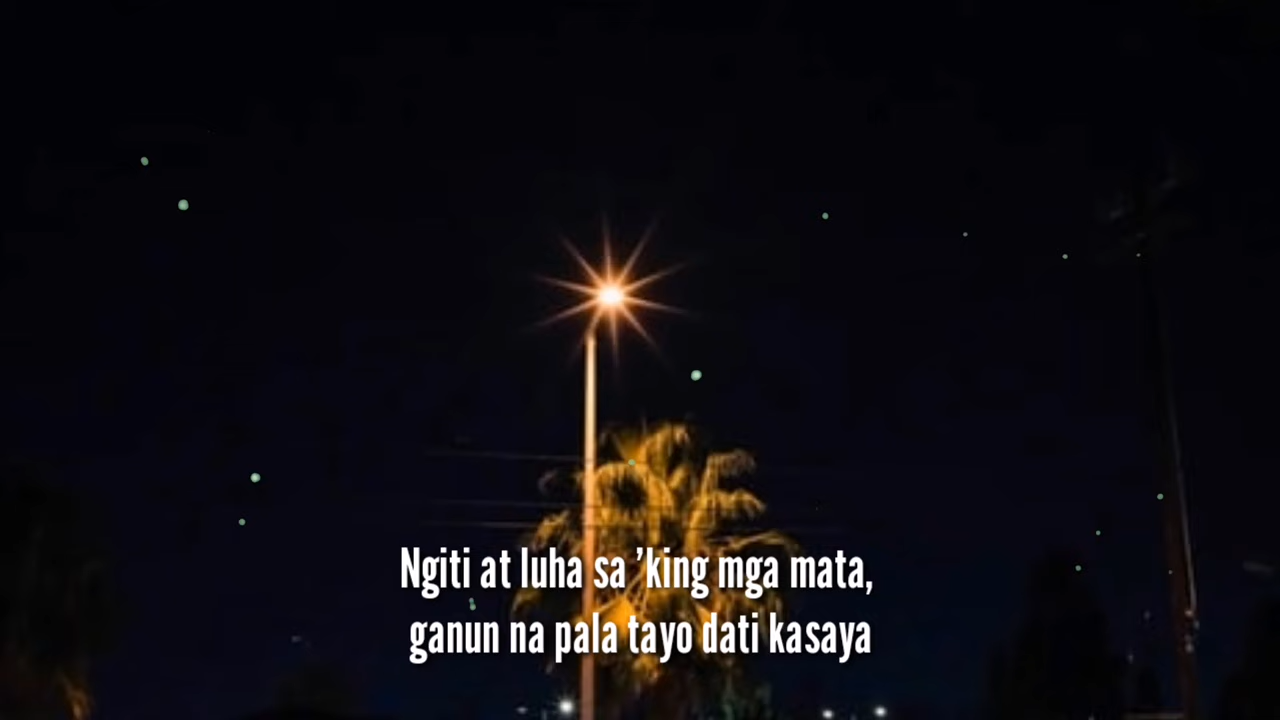 Ngiti at luha sa ’king mga mata,
ganun na pala tayo dati kasaya